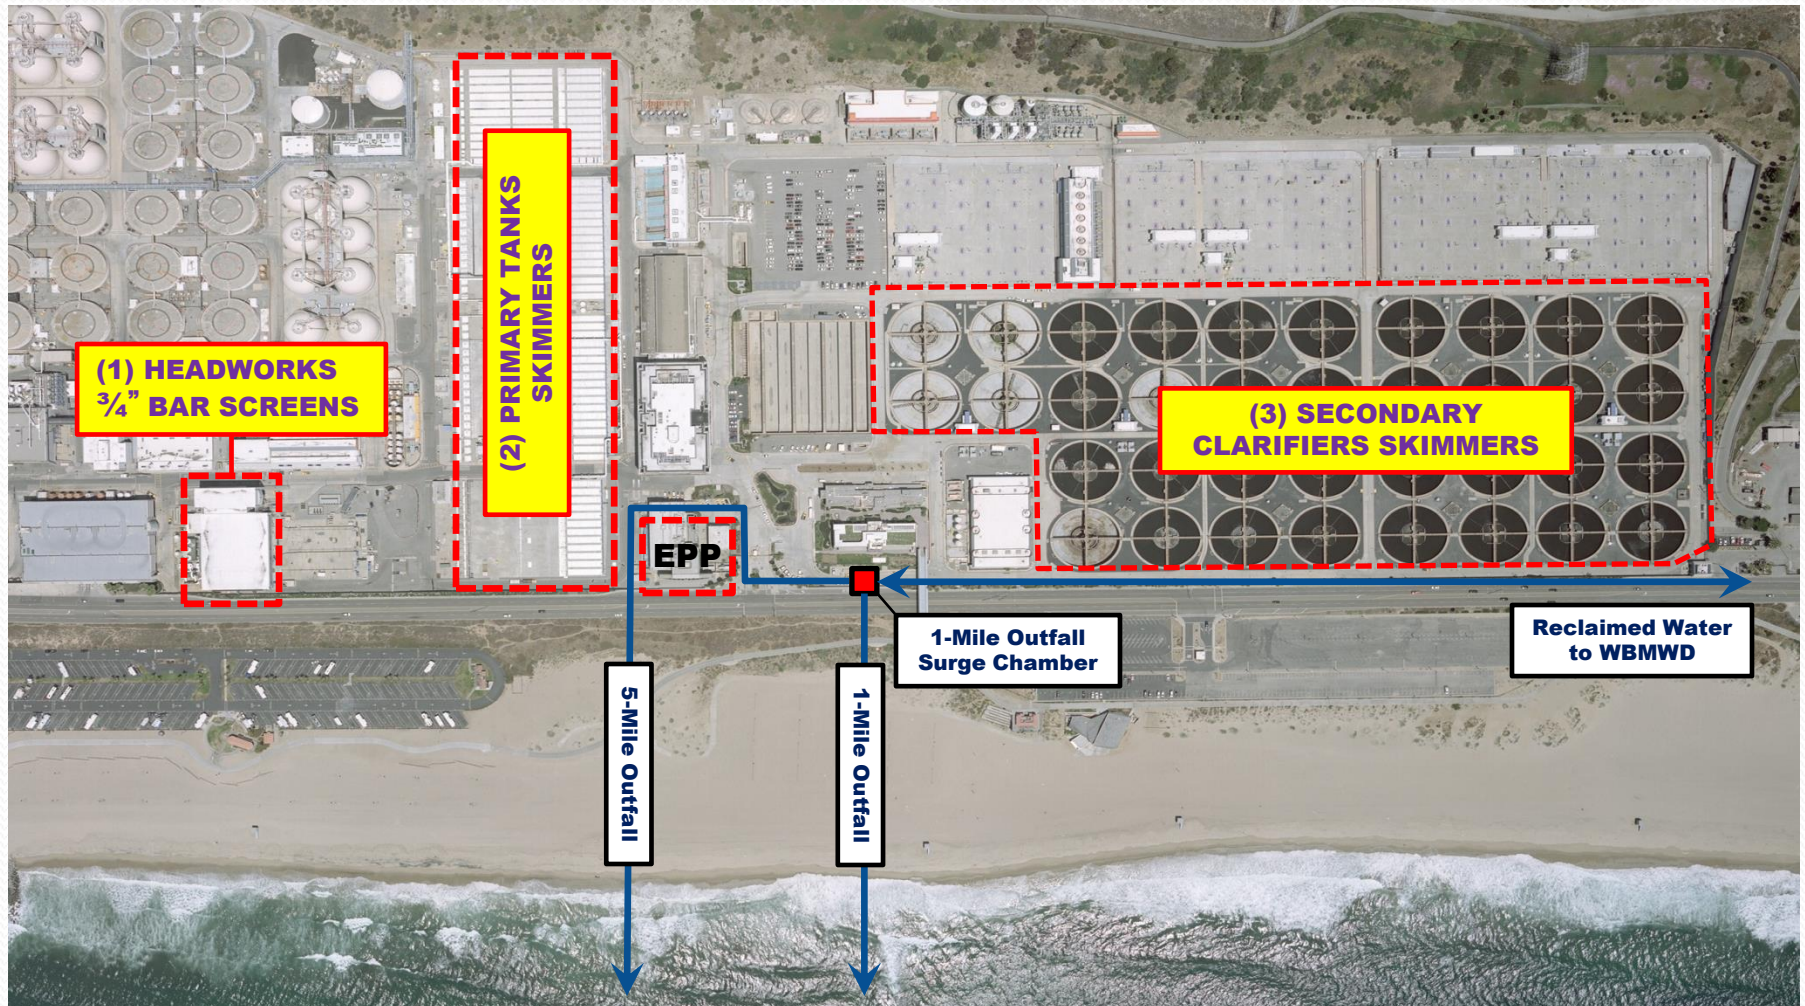 (1) HEADWORKS
¾" BAR SCREENS
(2) PRIMARY TANKS
SKIMMERS
(3) SECONDARY
CLARIFIERS SKIMMERS
EPP
1-Mile Outfall
Surge Chamber
Reclaimed Water
to WBMWD
5-Mile Outfall
1-Mile Outfall